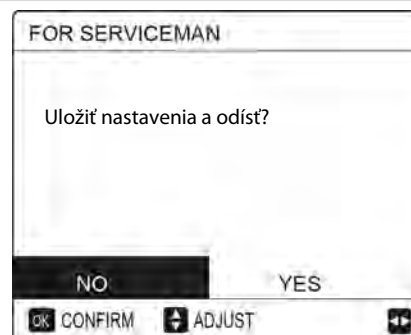 FOR SERVICEMAN
Uložiť nastavenia a odísť?
NO YES
OK CONFIRM ADJUST